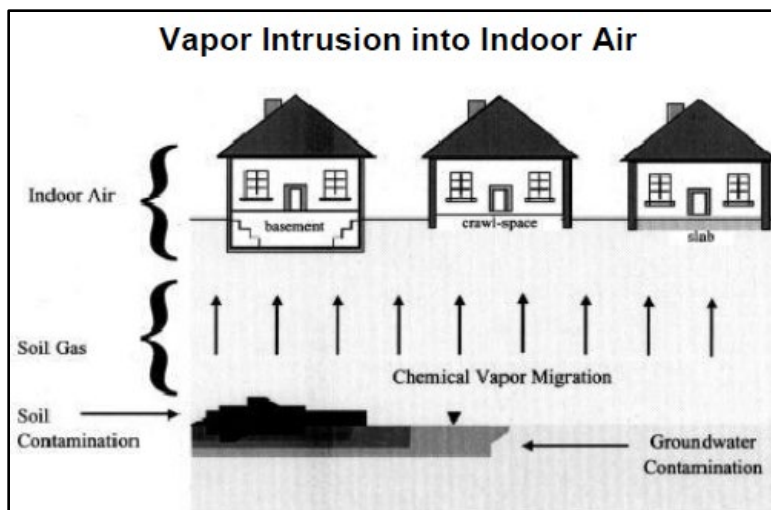 Vapor Intrusion into Indoor Air
Indoor Air
basement
crawl-space
slab
Soil Gas
Chemical Vapor Migration
Soil
Contamination
Groundwater
Contamination